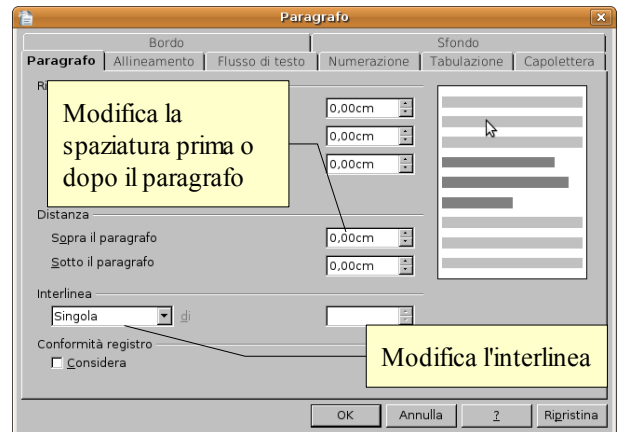 Paragrafo
Bordo Sfondo
Paragrafo Allineamento Flusso di testo Numerazione Tabulazione Capolettera
Modifica la
spaziatura prima o
dopo il paragrafo
0,00cm
0,00cm
0,00cm
Distanza
Sopra il paragrafo 0,00cm
Sotto il paragrafo 0,00cm
Interlinea
Singola di
Modifica l'interlinea
Conformità registro
Considera
OK Annulla ? Ripristina